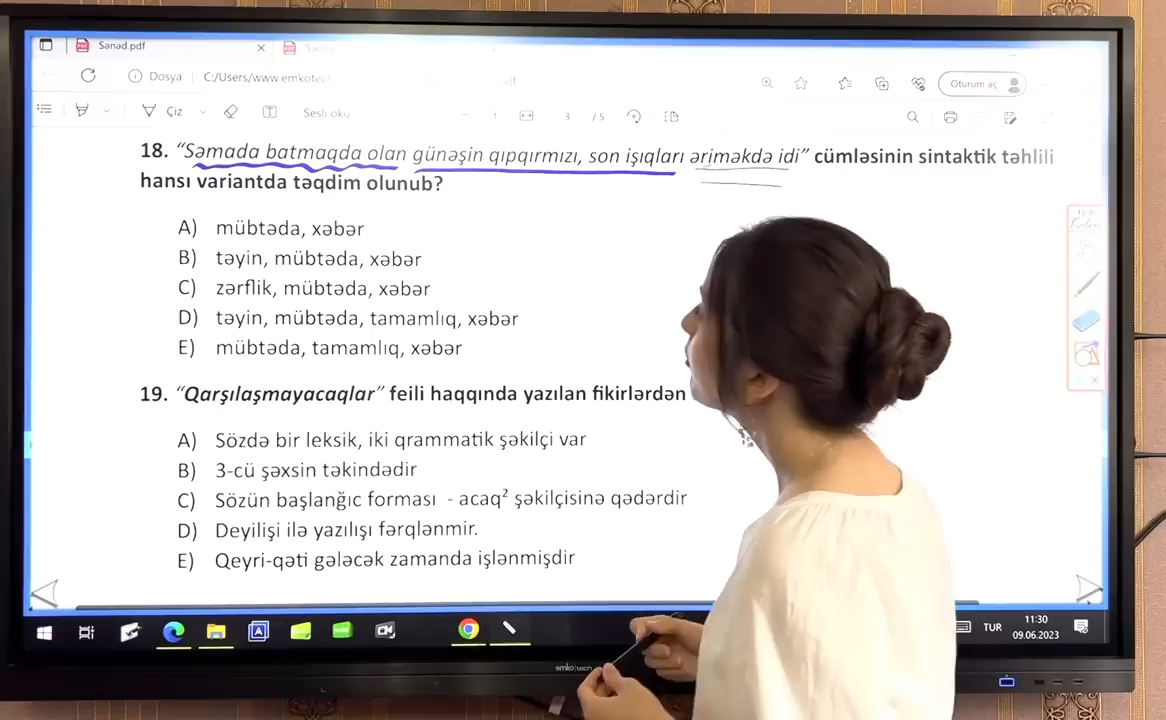 Sənəd.pdf
Dosya C:/Users/www.emkotec
Oturum aç
Çiz Sesli oku 3 / 5
18. “Səmada batmaqda olan günəşin qıpqırmızı, son işıqları əriməkdə idi” cümləsinin sintaktik təhlili
hansı variantda təqdim olunub?
A) mübtəda, xəbər
B) təyin, mübtəda, xəbər
C) zərflik, mübtəda, xəbər
D) təyin, mübtəda, tamamlıq, xəbər
E) mübtəda, tamamlıq, xəbər
19. “Qarşılaşmayacaqlar” feili haqqında yazılan fikirlərdən
A) Sözdə bir leksik, iki qrammatik şəkilçi var
B) 3-cü şəxsin təkindədir
C) Sözün başlanğıc forması - acaq² şəkilçisinə qədərdir
D) Deyilişi ilə yazılışı fərqlənmir.
E) Qeyri-qəti gələcək zamanda işlənmişdir
TUR 11:30
09.06.2023
emko|tech